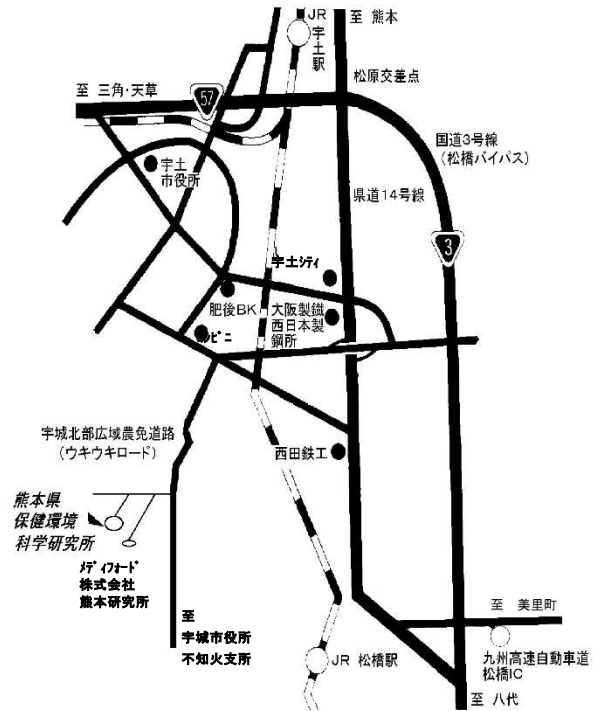 JR
宇土駅
至 熊本
松原交差点
至 三角・天草
57
国道3号線
(松橋バイパス)
宇土
市役所
県道14号線
3
宇土シティ
肥後BK
大阪製鐵
西日本製
鋼所
コンビニ
宇城北部広域農免道路
(ウキウキロード)
西田鉄工
熊本県
保健環境
科学研究所
メディフォード
株式会社
熊本研究所
至
宇城市役所
不知火支所
至 美里町
JR 松橋駅
九州高速自動車道
松橋IC
至 八代